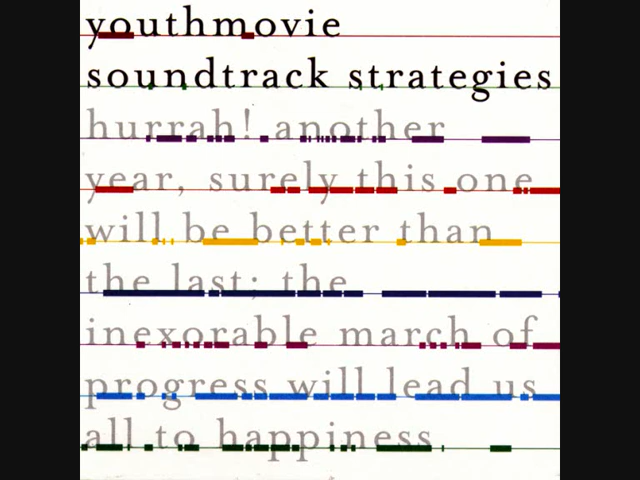 youthmovie
soundtrack strategies
hurrah! another
year, surely this one
will be better than
the last; the
inexorable march of
progress will lead us
all to happiness